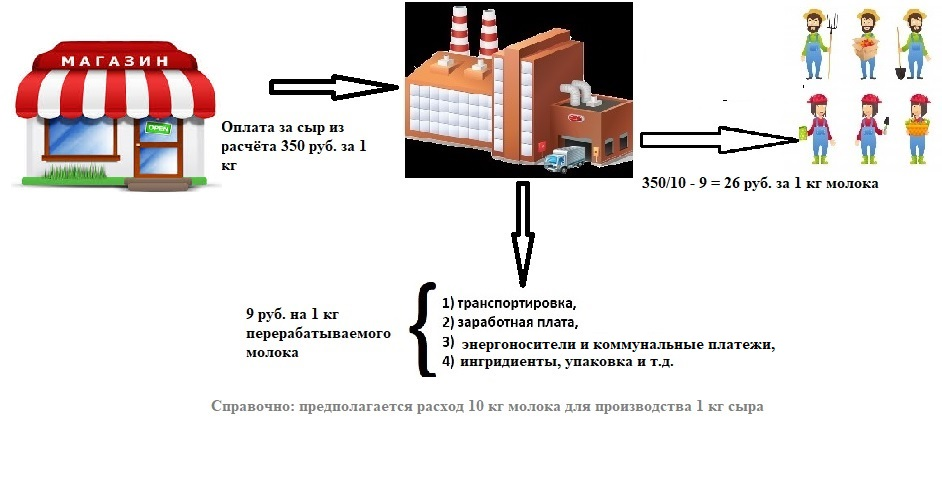 МАГАЗИН
OPEN
Оплата за сыр из
расчёта 350 руб. за 1
кг
350/10 - 9 = 26 руб. за 1 кг молока
9 руб. на 1 кг
перерабатываемого
молока
1) транспортировка,
2) заработная плата,
3) энергоносители и коммунальные платежи,
4) ингридиенты, упаковка и т.д.
Справочно: предполагается расход 10 кг молока для производства 1 кг сыра